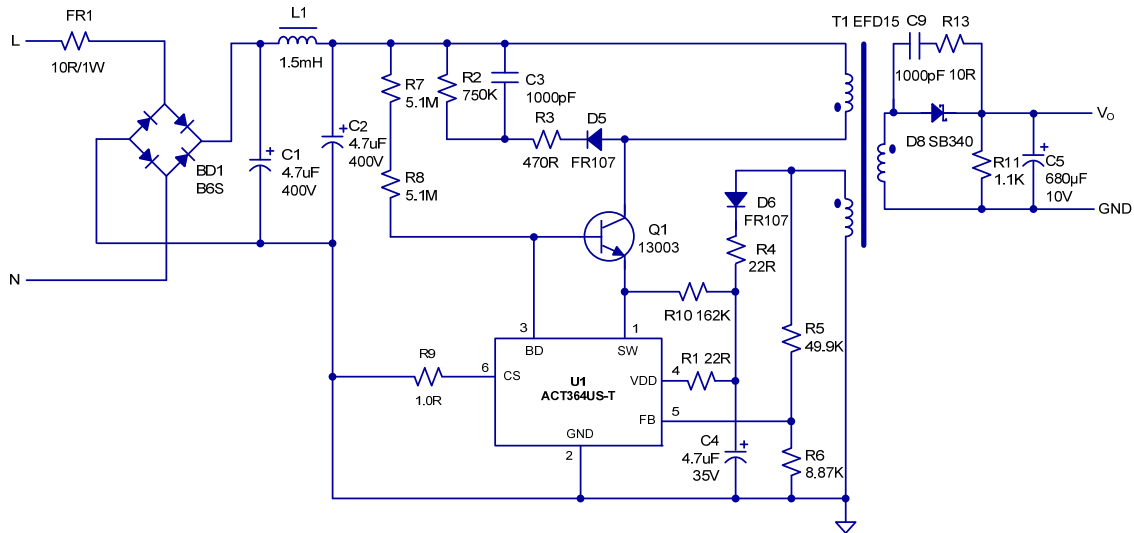 FR1
L
10R/1W
L1
1.5mH
T1 EFD15
C9
R13
1000pF
10R
R7
5.1M
R2
750K
C3
1000pF
R3
470R
D5
FR107
D8 SB340
V₀
C2
4.7uF
400V
BD1
B6S
C1
4.7uF
400V
R8
5.1M
R11
1.1K
C5
680µF
10V
GND
Q1
13003
D6
FR107
R4
22R
N
R10 162K
3
1
BD
SW
R5
49.9K
R9
1.0R
6
CS
U1
ACT364US-T
VDD
4
R1 22R
FB
5
GND
2
C4
4.7uF
35V
R6
8.87K